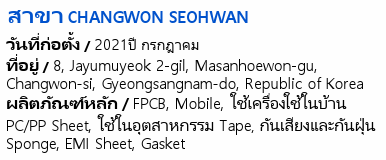 สาขา CHANGWON SEOHWAN
วันที่ก่อตั้ง / 2021ปี กรกฎาคม
ที่อยู่ / 8, Jayumuyeok 2-gil, Masanhoewon-gu,
Changwon-si, Gyeongsangnam-do, Republic of Korea
ผลิตภัณฑ์หลัก / FPCB, Mobile, ใช้เครื่องใช้ในบ้าน
PC/PP Sheet, ใช้ในอุตสาหกรรม Tape, กันเสียงและกันฝุ่น
Sponge, EMI Sheet, Gasket